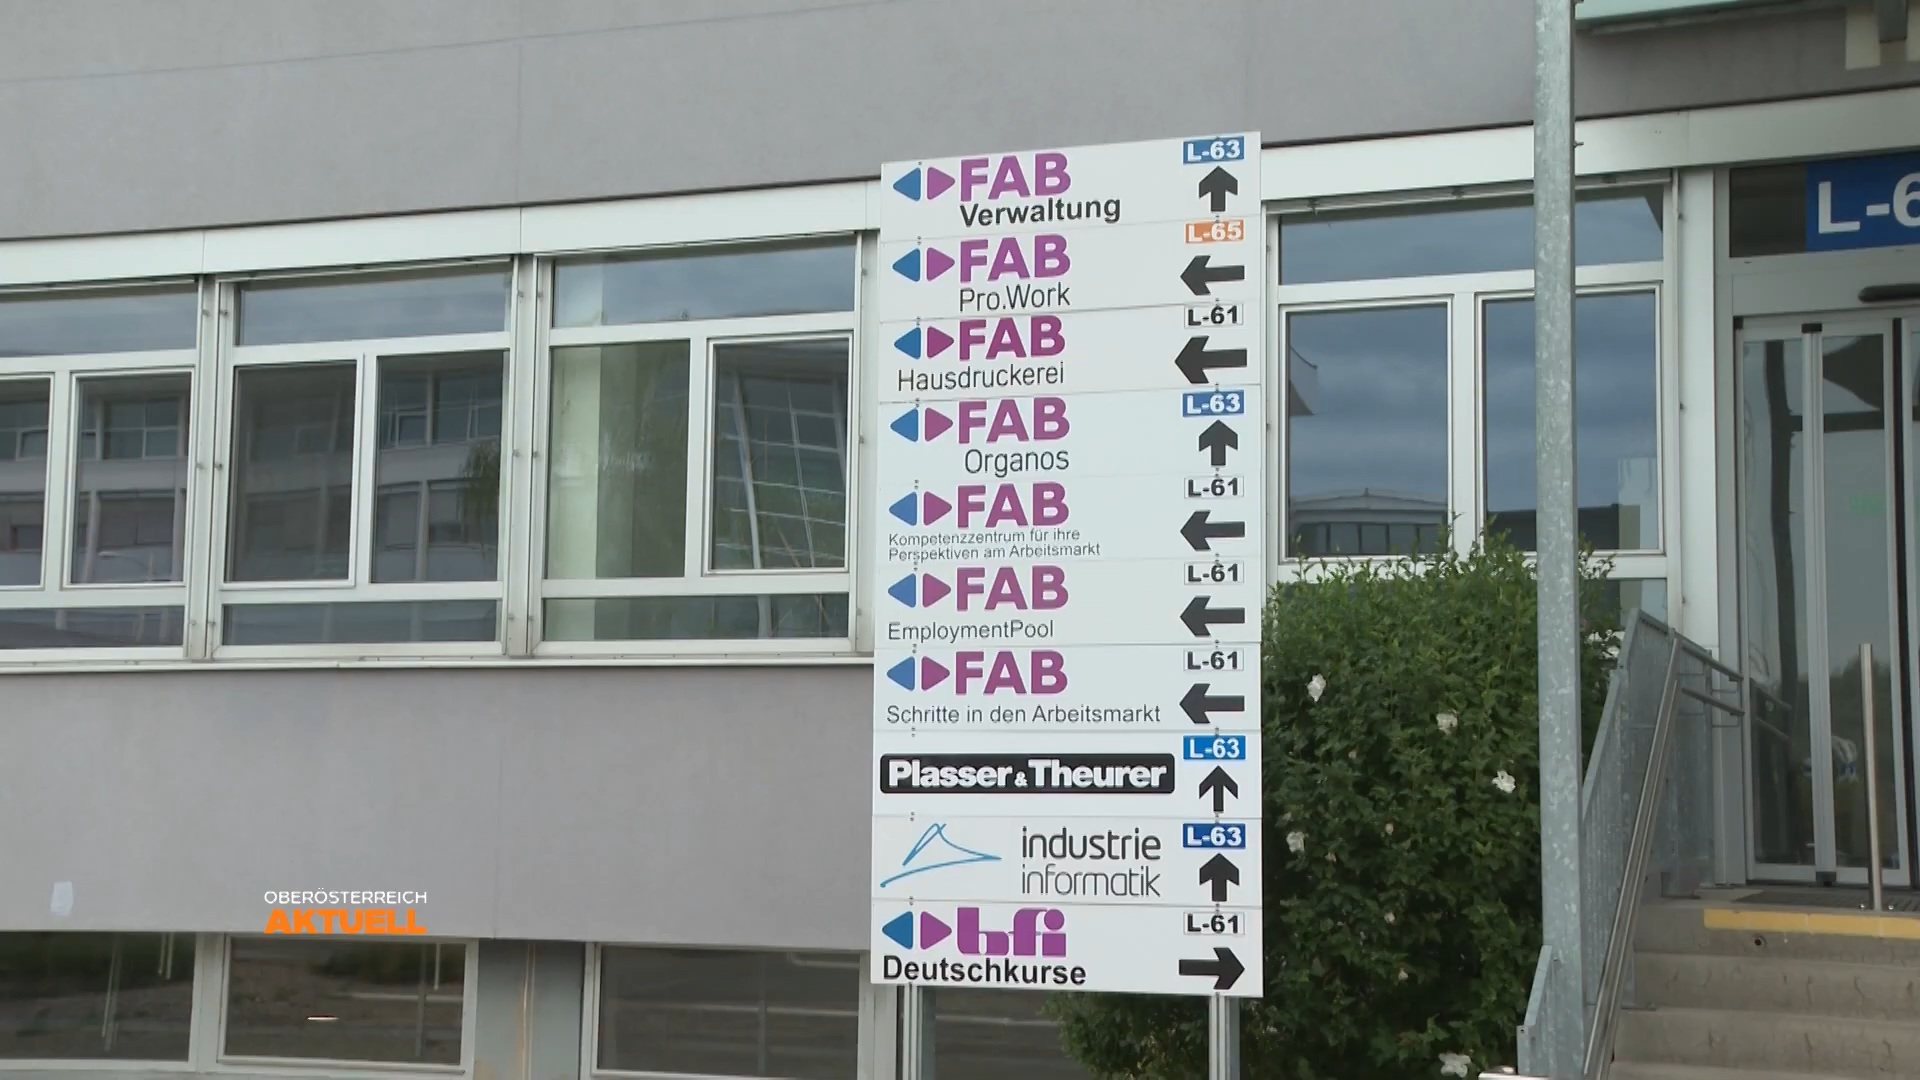 FAB
Verwaltung
L-63
FAB
Pro.Work
L-65
FAB
Hausdruckerei
L-61
FAB
Organos
L-63
FAB
Kompetenzzentrum für ihre
Perspektiven am Arbeitsmarkt
L-61
FAB
EmploymentPool
L-61
FAB
Schritte in den Arbeitsmarkt
L-61
Plasser & Theurer
L-63
industrie
informatik
L-63
bfi
Deutschkurse
L-61
L-6
OBERÖSTERREICH
AKTUELL